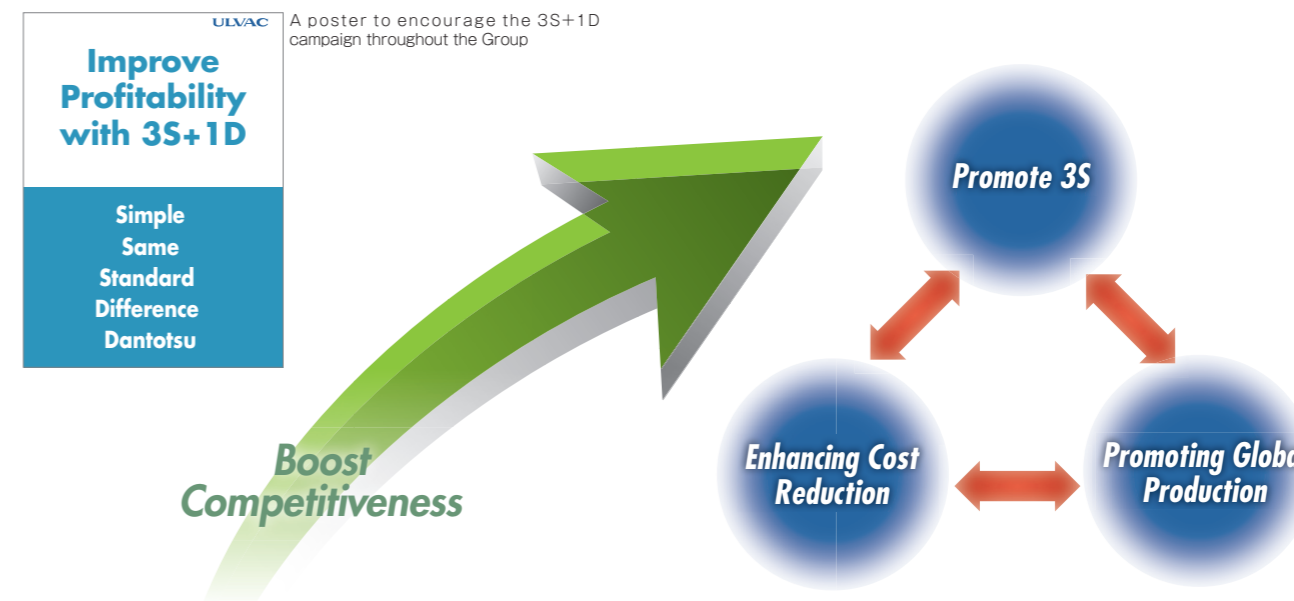 ULVAC
Improve
Profitability
with 3S+1D
Simple
Same
Standard
Difference
Dantotsu
A poster to encourage the 3S+1D
campaign throughout the Group
Boost
Competitiveness
Promote 3S
Enhancing Cost
Reduction
Promoting Globa
Production